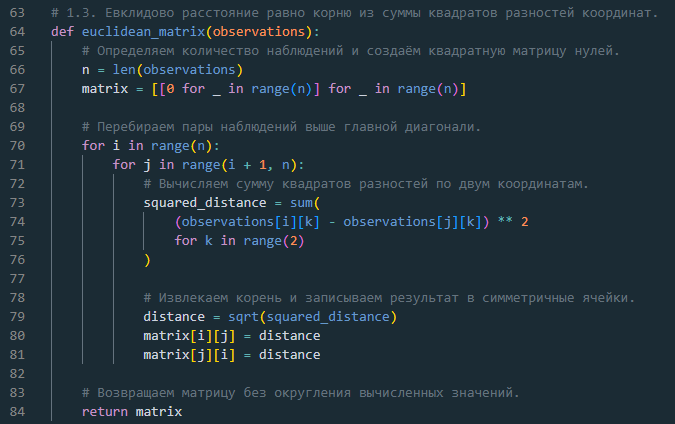 63 # 1.3. Евклидово расстояние равно корню из суммы квадратов разностей координат.
64 def euclidean_matrix(observations):
65     # Определяем количество наблюдений и создаём квадратную матрицу нулей.
66     n = len(observations)
67     matrix = [[0 for _ in range(n)] for _ in range(n)]
68
69     # Перебираем пары наблюдений выше главной диагонали.
70     for i in range(n):
71         for j in range(i + 1, n):
72             # Вычисляем сумму квадратов разностей по двум координатам.
73             squared_distance = sum(
74                 (observations[i][k] - observations[j][k]) ** 2
75                 for k in range(2)
76             )
77
78             # Извлекаем корень и записываем результат в симметричные ячейки.
79             distance = sqrt(squared_distance)
80             matrix[i][j] = distance
81             matrix[j][i] = distance
82
83     # Возвращаем матрицу без округления вычисленных значений.
84     return matrix